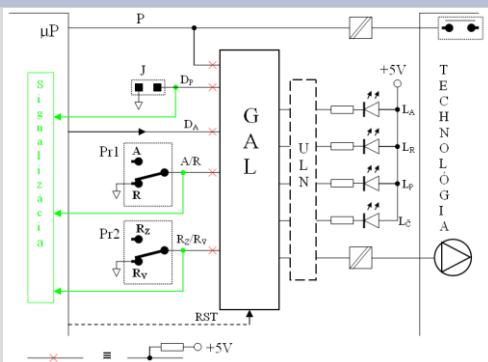 μP
P
+5V
J
D_P
D_A
Pr1
A
A/R
R
Pr2
R_Z
R_Z/R_V
R_V
RST
GAL
ULN
L_A
L_R
L_P
L_Č
TECHNOLÓGIA
Signalizácia
≡
+5V